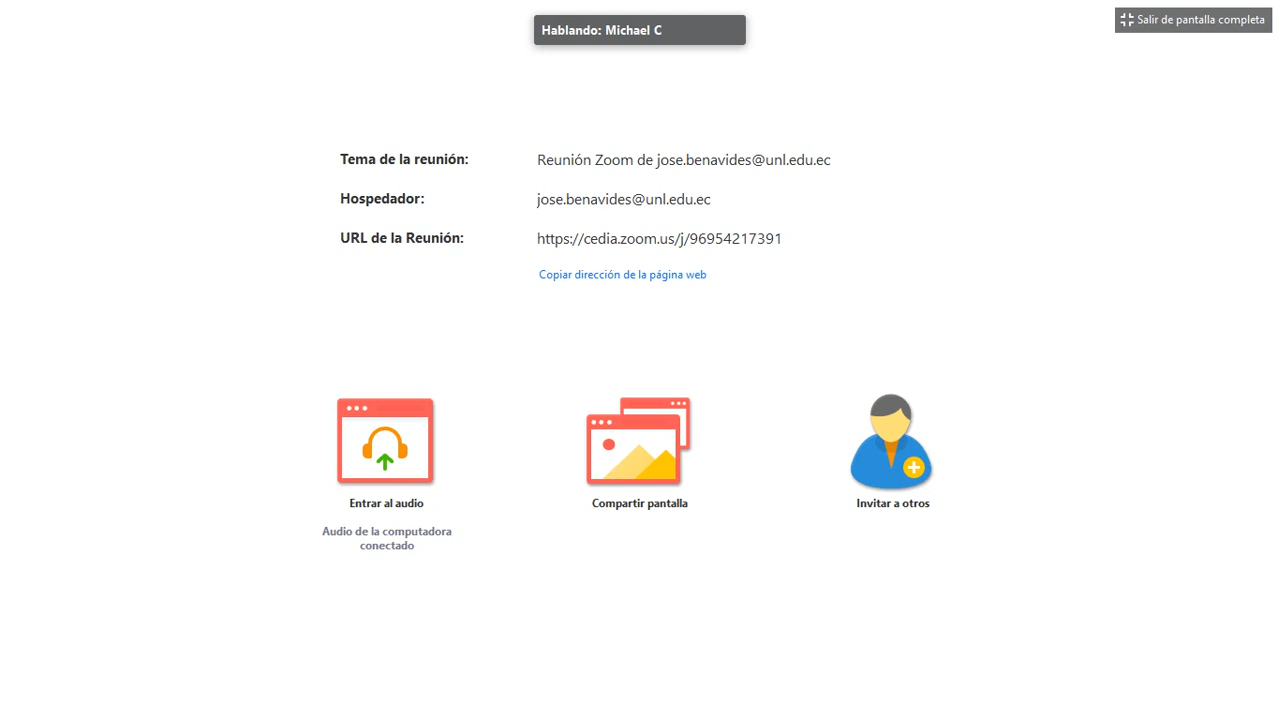 Hablando: Michael C
Salir de pantalla completa
Tema de la reunión: Reunión Zoom de jose.benavides@unl.edu.ec
Hospedador: jose.benavides@unl.edu.ec
URL de la Reunión: https://cedia.zoom.us/j/96954217391
Copiar dirección de la página web
Entrar al audio
Compartir pantalla
Invitar a otros
Audio de la computadora
conectado